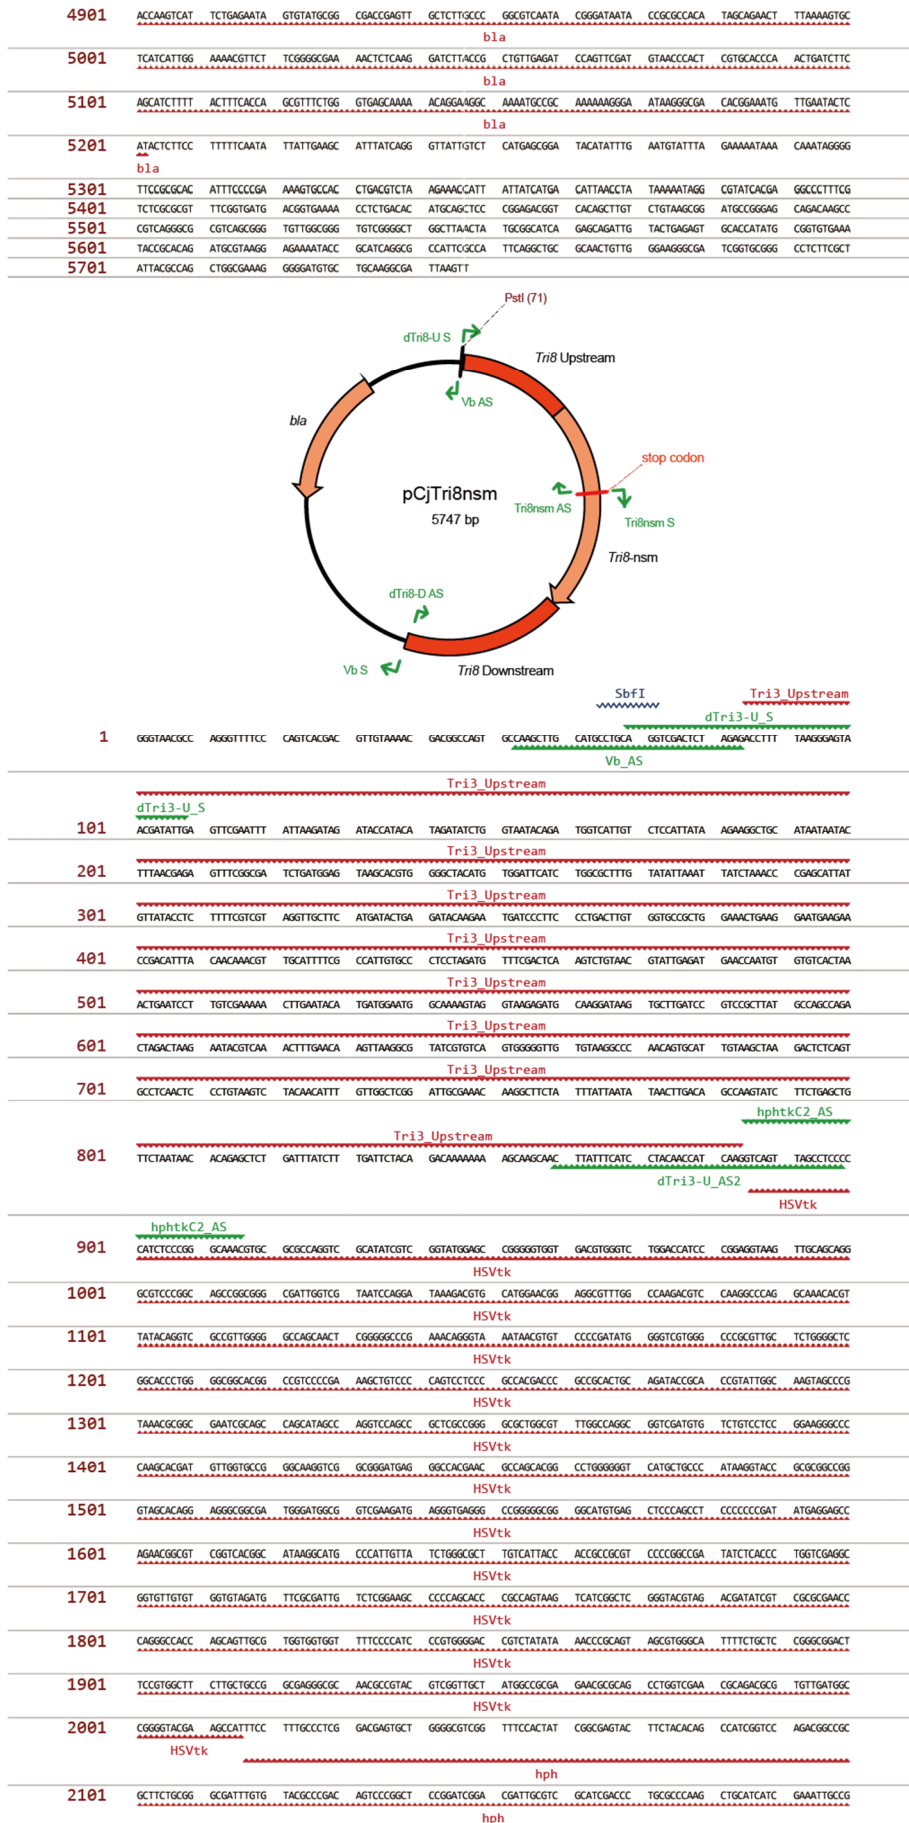 4901 ACCAAGTCAT TCTGAGAATA GTGTATGCGG CGACCGAGTT GCTCTTGCCC GGCGTCAATA CGGGATAATA CCGCGCCACA TAGCAGAACT TTAAAAGTGC
bla
5001 TCATCATTGG AAAACGTTCT TCGGGGCGAA AACTCTCAAG GATCTTACCG CTGTTGAGAT CCAGTTCGAT GTAACCCACT CGTGCACCCA ACTGATCTTC
bla
5101 AGCATCTTTT ACTTTCACCA GCGTTTCTGG GTGAGCAAAA ACAGGAAGGC AAAATGCCGC AAAAAAGGGA ATAAGGGCGA CACGGAAATG TTGAATACTC
bla
5201 ATACTCTTCC TTTTTCAATA TTATTGAAGC ATTTATCAGG GTTATTGTCT CATGAGCGGA TACATATTTG AATGTATTTA GAAAAATAAA CAAATAGGGG
bla
5301 TTCCGCGCAC ATTTCCCCGA AAAGTGCCAC CTGACGTCTA AGAAACCATT ATTATCATGA CATTAACCTA TAAAAATAGG CGTATCACGA GGCCCTTTCG
5401 TCTCGCGCGT TTCGGTGATG ACGGTGAAAA CCTCTGACAC ATGCAGCTCC CGGAGACGGT CACAGCTTGT CTGTAAGCGG ATGCCGGGAG CAGACAAGCC
5501 CGTCAGGGCG CGTCAGCGGG TGTTGGCGGG TGTCGGGGCT GGCTTAACTA TGCGGCATCA GAGCAGATTG TACTGAGAGT GCACCATATG CGGTGTGAAA
5601 TACCGCACAG ATGCGTAAGG AGAAAATACC GCATCAGGCG CCATTCGCCA TTCAGGCTGC GCAACTGTTG GGAAGGGCGA TCGGTGCGGG CCTCTTCGCT
5701 ATTACGCCAG CTGGCGAAAG GGGGATGTGC TGCAAGGCGA TTAAGTT
PstI (71)
dTri8-U S
Tri8 Upstream
Vb AS
bla
stop codon
pCjTri8nsm
5747 bp
Tri8nsm AS
Tri8nsm S
Tri8-nsm
dTri8-D AS
Vb S
Tri8 Downstream
SbfI Tri3_Upstream
dTri3-U_S
1 GGGTAACGCC AGGGTTTTCC CAGTCACGAC GTTGTAAAAC GACGGCCAGT GCCAAGCTTG CATGCCTGCA GGTCGACTCT AGAGACCTTT TAAGGGAGTA
Vb_AS
Tri3_Upstream
dTri3-U_S
101 ACGATATTGA GTTCGAATTT ATTAAGATAG ATACCATACA TAGATATCTG GTAATACAGA TGGTCATTGT CTCCATTATA AGAAGGCTGC ATAATAATAC
Tri3_Upstream
201 TTTAACGAGA GTTTCGGCGA TCTGATGGAG TAAGCACGTG GGGCTACATG TGGATTCATC TGGCGCTTTG TATATTAAAT TATCTAAACC CGAGCATTAT
Tri3_Upstream
301 GTTATACCTC TTTTCGTCGT AGGTTGCTTC ATGATACTGA GATACAAGAA TGATCCCTTC CCTGACTTGT GGTGCCGCTG GAAACTGAAG GAATGAAGAA
Tri3_Upstream
401 CCGACATTTA CAACAAACGT TGCATTTTCG CCATTGTGCC CTCCTAGATG TTTCGACTCA AGTCTGTAAC GTATTGAGAT GAACCAATGT GTGTCACTAA
Tri3_Upstream
501 ACTGAATCCT TGTCGAAAAA CTTGAATACA TGATGGAATG GCAAAAGTAG GTAAGAGATG CAAGGATAAG TGCTTGATCC GTCCGCTTAT GCCAGCCAGA
Tri3_Upstream
601 CTAGACTAAG AATACGTCAA ACTTTGAACA AGTTAAGGCG TATCGTGTCA GTGGGGGTTG TGTAAGGCCC AACAGTGCAT TGTAAGCTAA GACTCTCAGT
Tri3_Upstream
701 GCCTCAACTC CCTGTAAGTC TACAACATTT GTTGGCTCGG ATTGCGAAAC AAGGCTTCTA TTTATTAATA TAACTTGACA GCCAAGTATC CTTCTGAGCTG
hphtkC2_AS
Tri3_Upstream
801 TTCTAATAAC ACAGAGCTCT GATTTATCTT TGATTCTACA GACAAAAAAA AGCAAGCAAC TTATTTCATC CTACAACCAT CAAGGTCAGT TAGCCTCCCC
dTri3-U_AS2
HSVtk
hphtkC2_AS
901 CATCTCCCGG GCAAACGTGC GCGCCAGGTC GCATATCGTC GGTATGGAGC CGGGGGTGGT GACGTGGGTC TGGACCATCC CGGAGGTAAG TTGCAGCAGG
HSVtk
1001 GCGTCCCGGC AGCCGGCGGG CGATTGGTCG TAATCCAGGA TAAAGACGTG CATGGAACGG AGGCGTTTGG CCAAGACGTC CAAGGCCCAG GCAAACACGT
HSVtk
1101 TATACAGGTC GCCGTTGGGG GCCAGCAACT CGGGGGCCCG AAACAGGGTA AATAACGTGT CCCCGATATG GGGTCGTGGG CCCGCGTTGC TCTGGGGCTC
HSVtk
1201 GGCACCCTGG GGCGGCACGG CCGTCCCCGA AAGCTGTCCC CAGTCCTCCC GCCACGACCC GCCGCACTGC AGATACCGCA CCGTATTGGC AAGTAGCCCG
HSVtk
1301 TAAACGCGGC GAATCGCAGC CAGCATAGCC AGGTCCAGCC GCTCGCCGGG GCGCTGGCGT TTGGCCAGGC GGTCGATGTG TCTGTCCTCC GGAAGGGCCC
HSVtk
1401 CAAGCACGAT GTTGGTGCCG GGCAAGGTCG GCGGGATGAG GGCCACGAAC GCCAGCACGG CCTGGGGGGT CATGCTGCCC ATAAGGTACC GCGCGGCCGG
HSVtk
1501 GTAGCACAGG AGGGCGGCGA TGGGATGGCG GTCGAAGATG AGGGTGAGGG CCGGGGGCGG GGCATGTGAG CTCCCAGCCT CCCCCCCGAT ATGAGGAGCC
HSVtk
1601 AGAACGGCGT CGGTCACGGC ATAAGGCATG CCCATTGTTA TCTGGGCGCT TGTCATTACC ACCGCCGCGT CCCCGGCCGA TATCTCACCC TGGTCGAGGC
HSVtk
1701 GGTGTTGTGT GGTGTAGATG TTCGCGATTG TCTCGGAAGC CCCCAGCACC CGCCAGTAAG TCATCGGCTC GGGTACGTAG ACGATATCGT CGCGCGAACC
HSVtk
1801 CAGGGCCACC AGCAGTTGCG TGGTGGTGGT TTTCCCCATC CCGTGGGGAC CGTCTATATA AACCCGCAGT AGCGTGGGCA TTTTCTGCTC CGGGCGGACT
HSVtk
1901 TCCGTGGCTT CTTGCTGCCG GCGAGGGCGC AACGCCGTAC GTCGGTTGCT ATGGCCGCGA GAACGCGCAG CCTGGTCGAA CGCAGACGCG TGTTGATGGC
HSVtk
2001 CGGGGTACGA AGCCATTTCC TTTGCCCTCG GACGAGTGCT GGGGCGTCGG TTTCCACTAT CGGCGAGTAC TTCTACACAG CCATCGGTCC AGACGGCCGC
HSVtk
hph
2101 GCTTCTGCGG GCGATTTGTG TACGCCCGAC AGTCCCGGCT CCGGATCGGA CGATTGCGTC GCATCGACCC TGCGCCCAAG CTGCATCATC GAAATTGCCG
hph